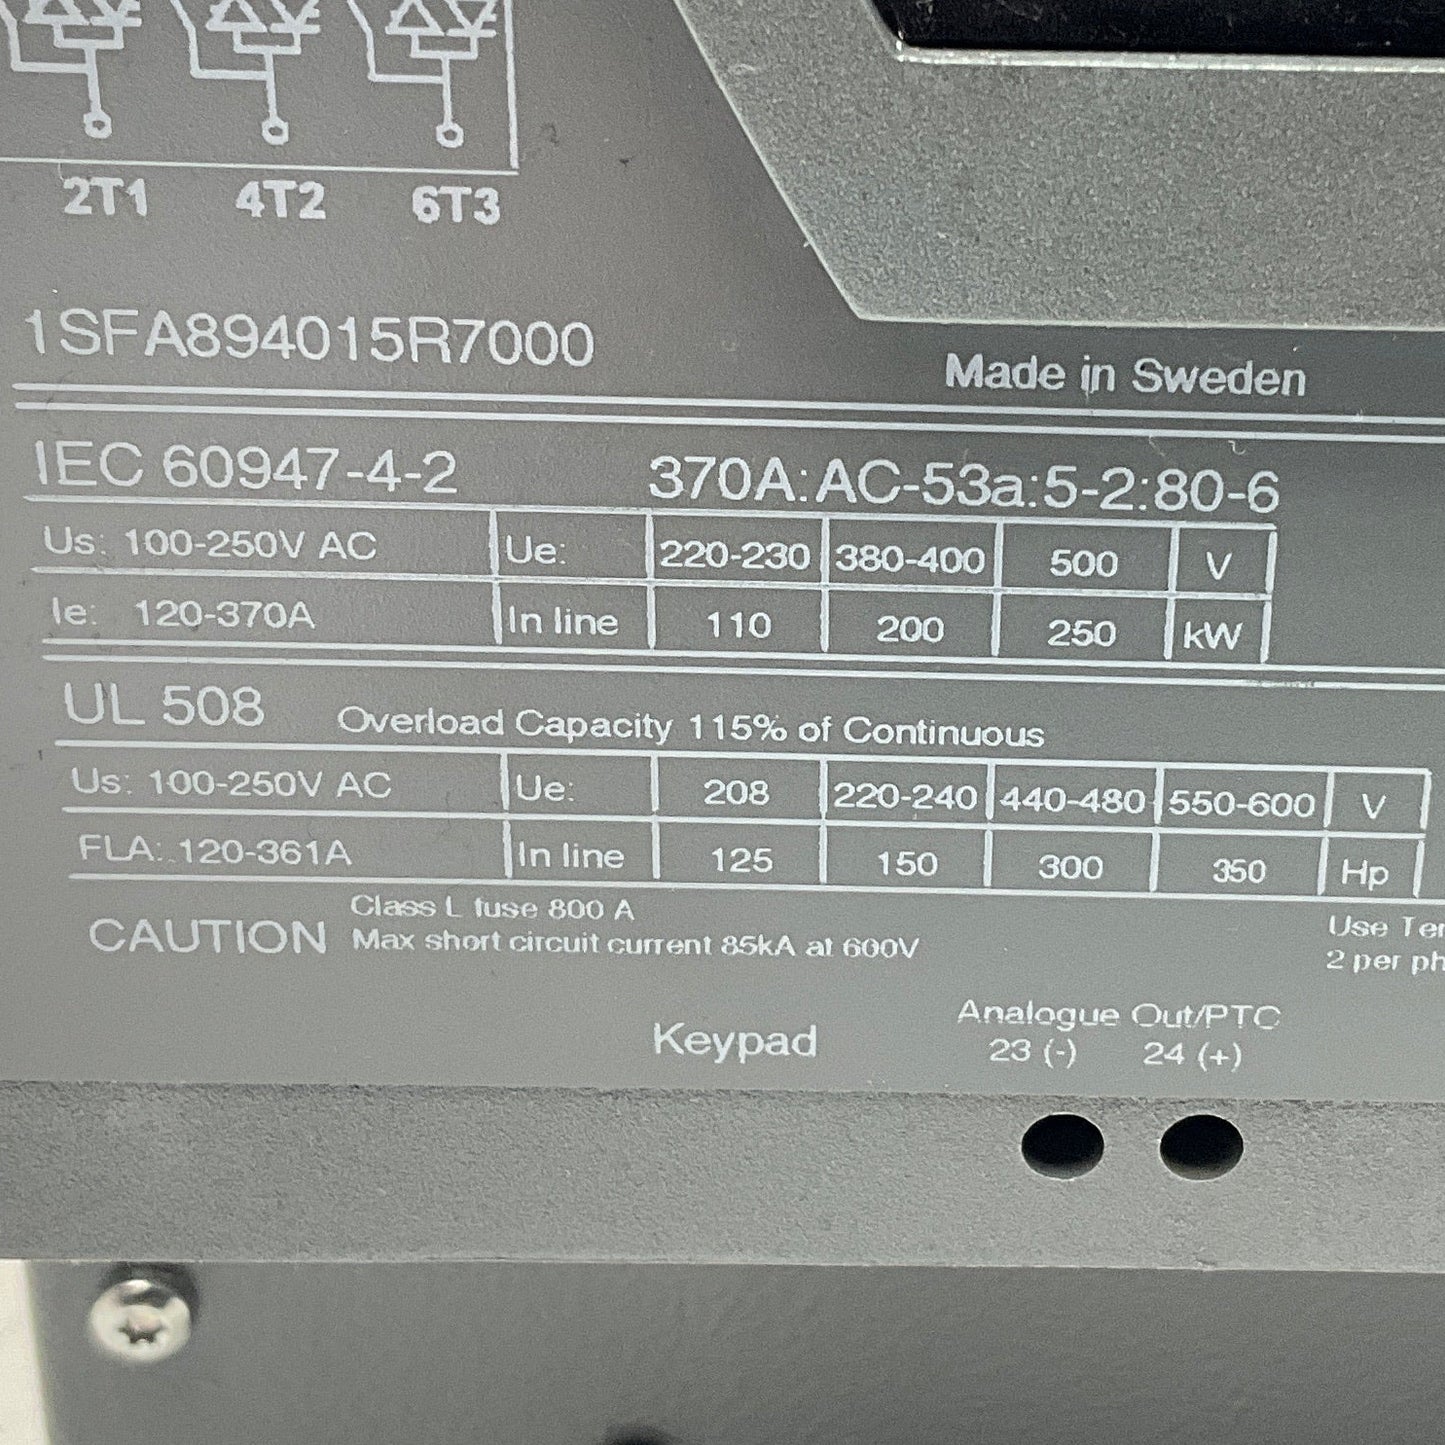 2T1 4T2 6T3
1SFA894015R7000
Made in Sweden
IEC 60947-4-2 370A:AC-53a:5-2:80-6
Us: 100-250V AC Ue: 220-230 380-400 500 V
Ie: 120-370A In line 110 200 250 kW
UL 508 Overload Capacity 115% of Continuous
Us: 100-250V AC Ue: 208 220-240 440-480 550-600 V
FLA: 120-361A In line 125 150 300 350 Hp
CAUTION Class L fuse 800 A
Max short circuit current 85kA at 600V
Use
2 per
Keypad
Analogue Out/PTC
23 (-) 24 (+)